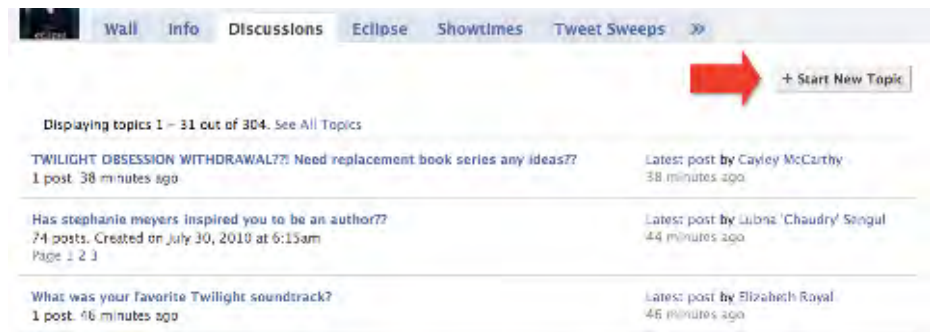 Wall Info Discussions Eclipse Showtimes Tweet Sweeps »
+ Start New Topic
Displaying topics 1 – 31 out of 304. See All Topics
TWILIGHT OBSESSION WITHDRAWAL??! Need replacement book series any ideas??
Latest post by Cayley McCarthy
1 post. 38 minutes ago
38 minutes ago
Has stephanie meyers inspired you to be an author??
Latest post by Lubna 'Chaudry' Sengul
74 posts. Created on July 30, 2010 at 6:15am
44 minutes ago
Page 1 2 3
What was your favorite Twilight soundtrack?
Latest post by Elizabeth Royal
1 post. 46 minutes ago
46 minutes ago